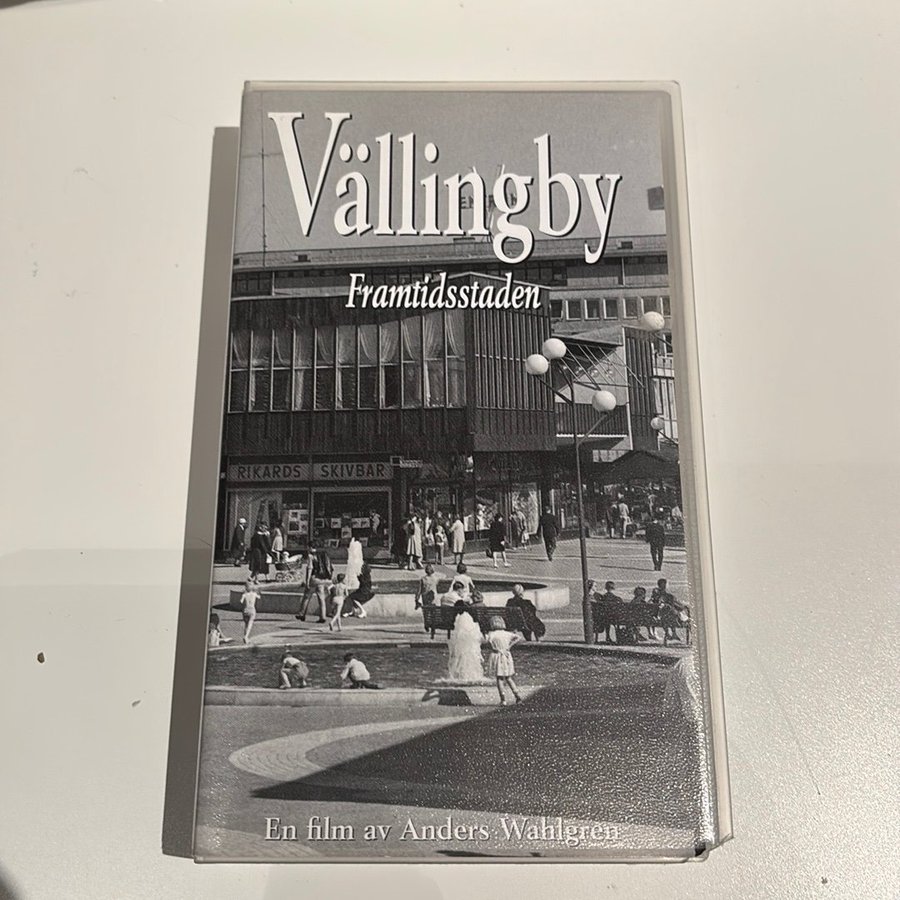 Vällingby
Framtidsstaden
RIKARDS SKIVBAR
En film av Anders Wahlgren